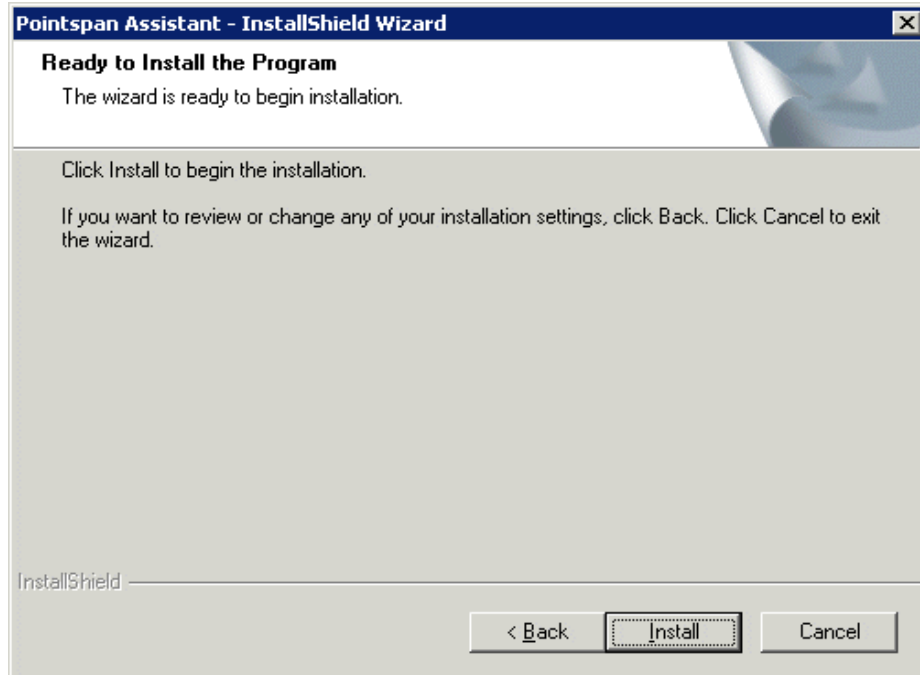 Pointspan Assistant - InstallShield Wizard
Ready to Install the Program
The wizard is ready to begin installation.
Click Install to begin the installation.
If you want to review or change any of your installation settings, click Back. Click Cancel to exit
the wizard.
InstallShield
< Back
Install
Cancel